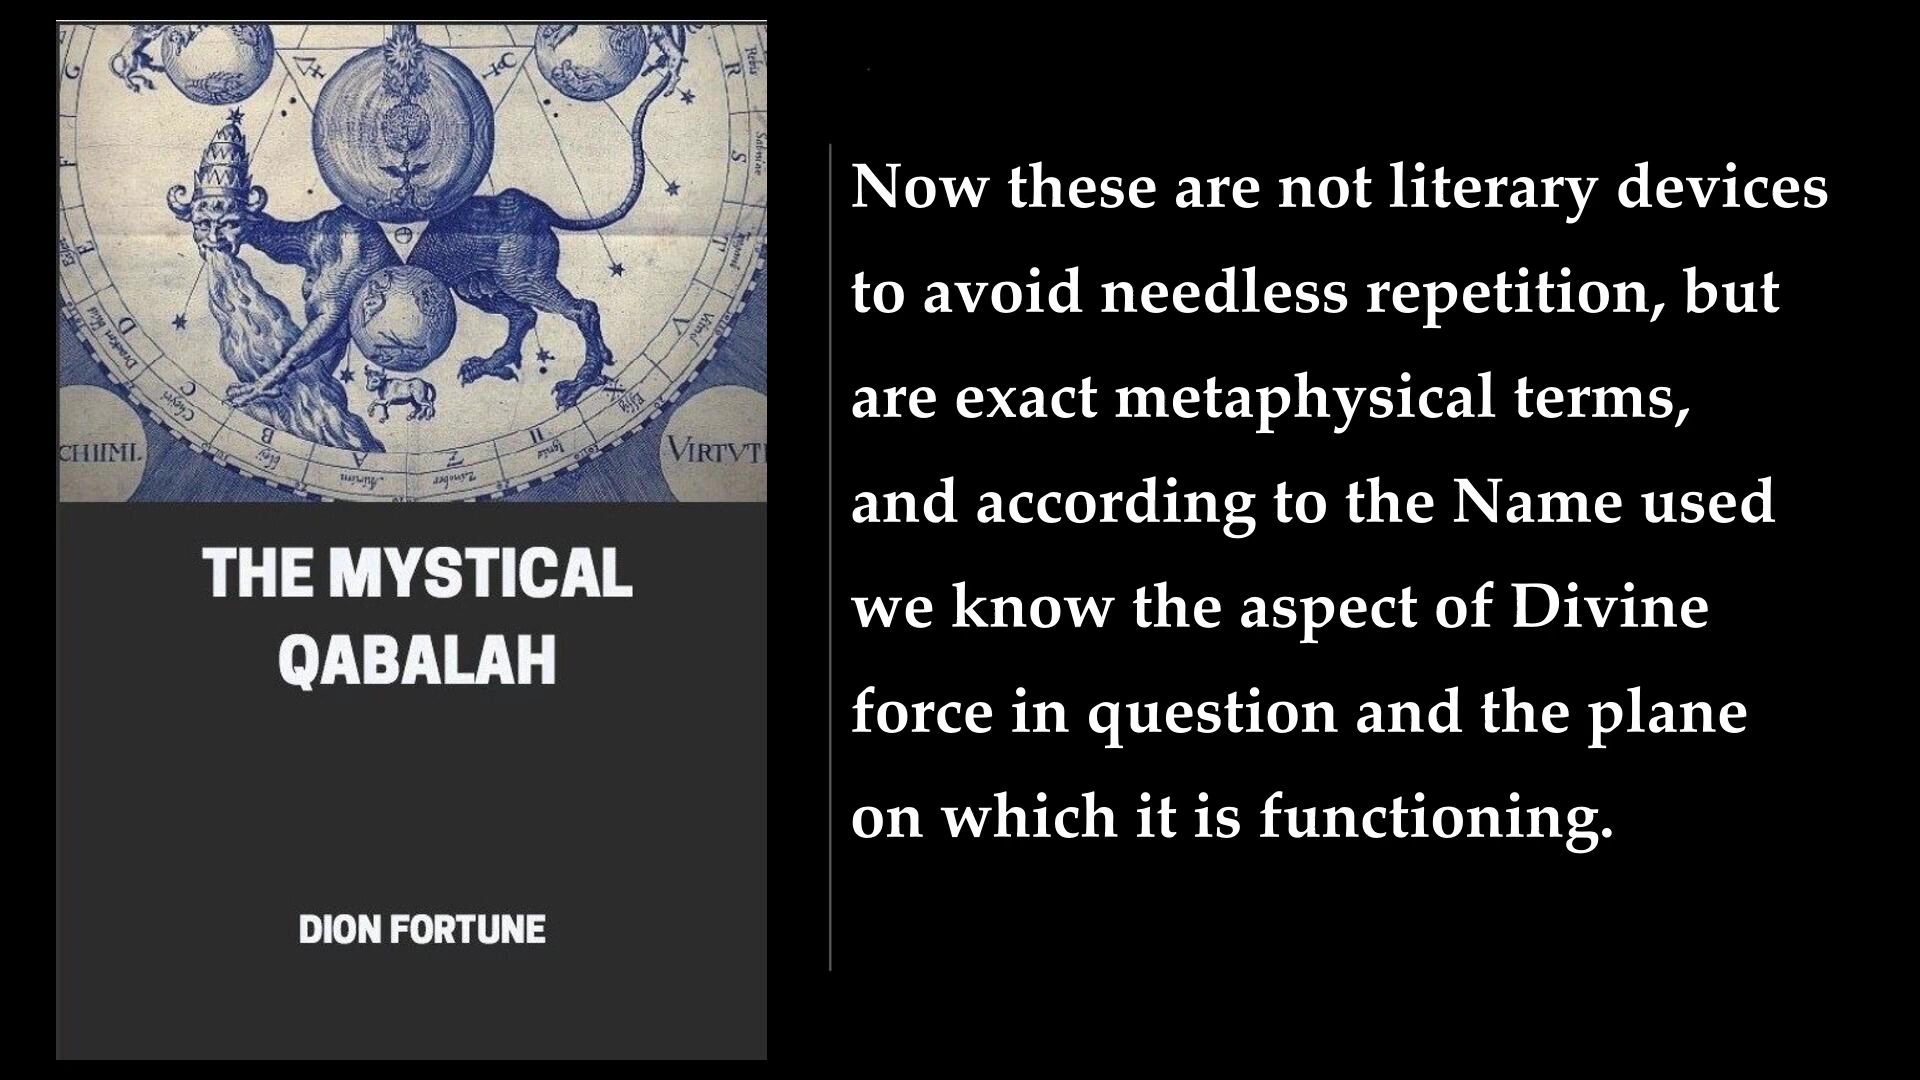 CHIIMI.
VIRTVTI
THE MYSTICAL
QABALAH
DION FORTUNE
Now these are not literary devices
to avoid needless repetition, but
are exact metaphysical terms,
and according to the Name used
we know the aspect of Divine
force in question and the plane
on which it is functioning.